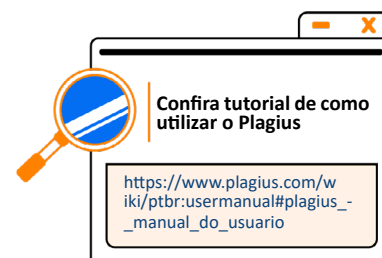 Confira tutorial de como
utilizar o Plagius
https://www.plagius.com/w
iki/ptbr:usermanual#plagius_-
_manual_do_usuario